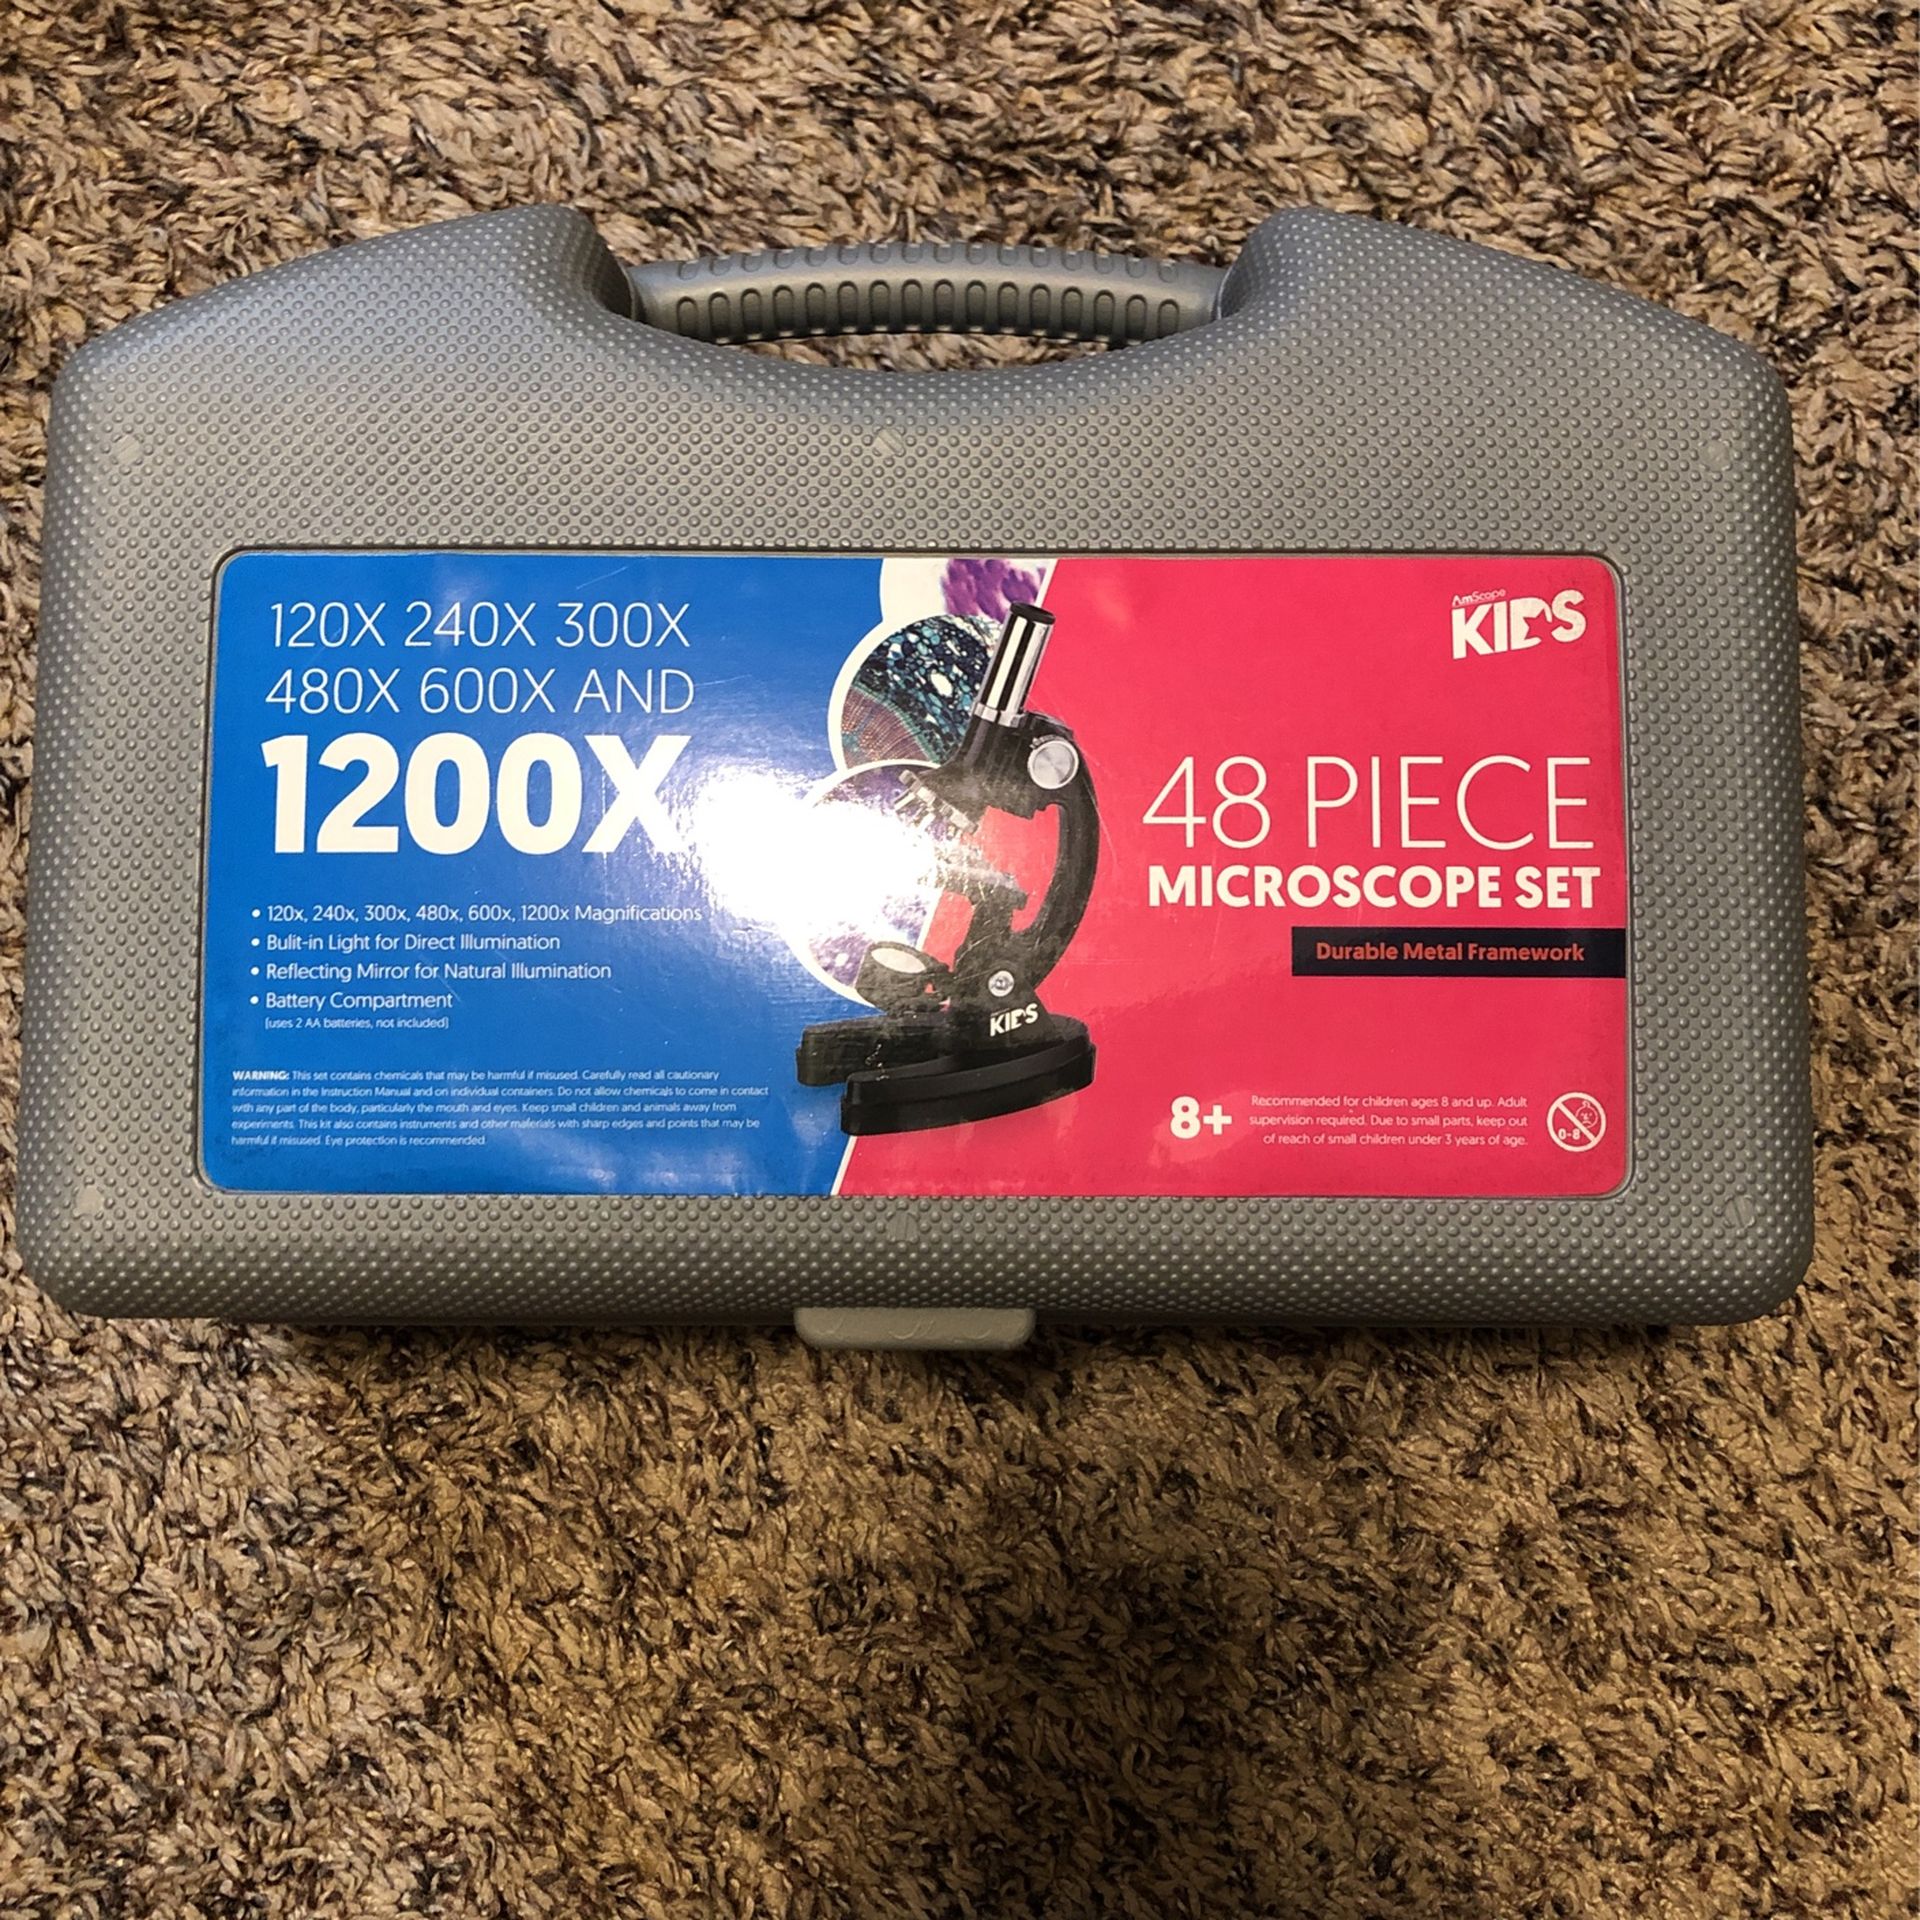 120X 240X 300X
480X 600X AND
1200X
• 120x, 240x, 300x, 480x, 600x, 1200x Magnifications
• Bulit-in Light for Direct Illumination
• Reflecting Mirror for Natural Illumination
• Battery Compartment
(uses 2 AA batteries, not included)
WARNING: This set contains chemicals that may be harmful if misused. Carefully read all cautionary
information in the Instruction Manual and on individual containers. Do not allow chemicals to come in contact
with any part of the body, particularly the mouth and eyes. Keep small children and animals away from
experiments. This kit also contains instruments and other materials with sharp edges and points that may be
harmful if misused. Eye protection is recommended.
KIDS
AmScope
KIDS
48 PIECE
MICROSCOPE SET
Durable Metal Framework
8+
Recommended for children ages 8 and up. Adult
supervision required. Due to small parts, keep out
of reach of small children under 3 years of age.
0-8